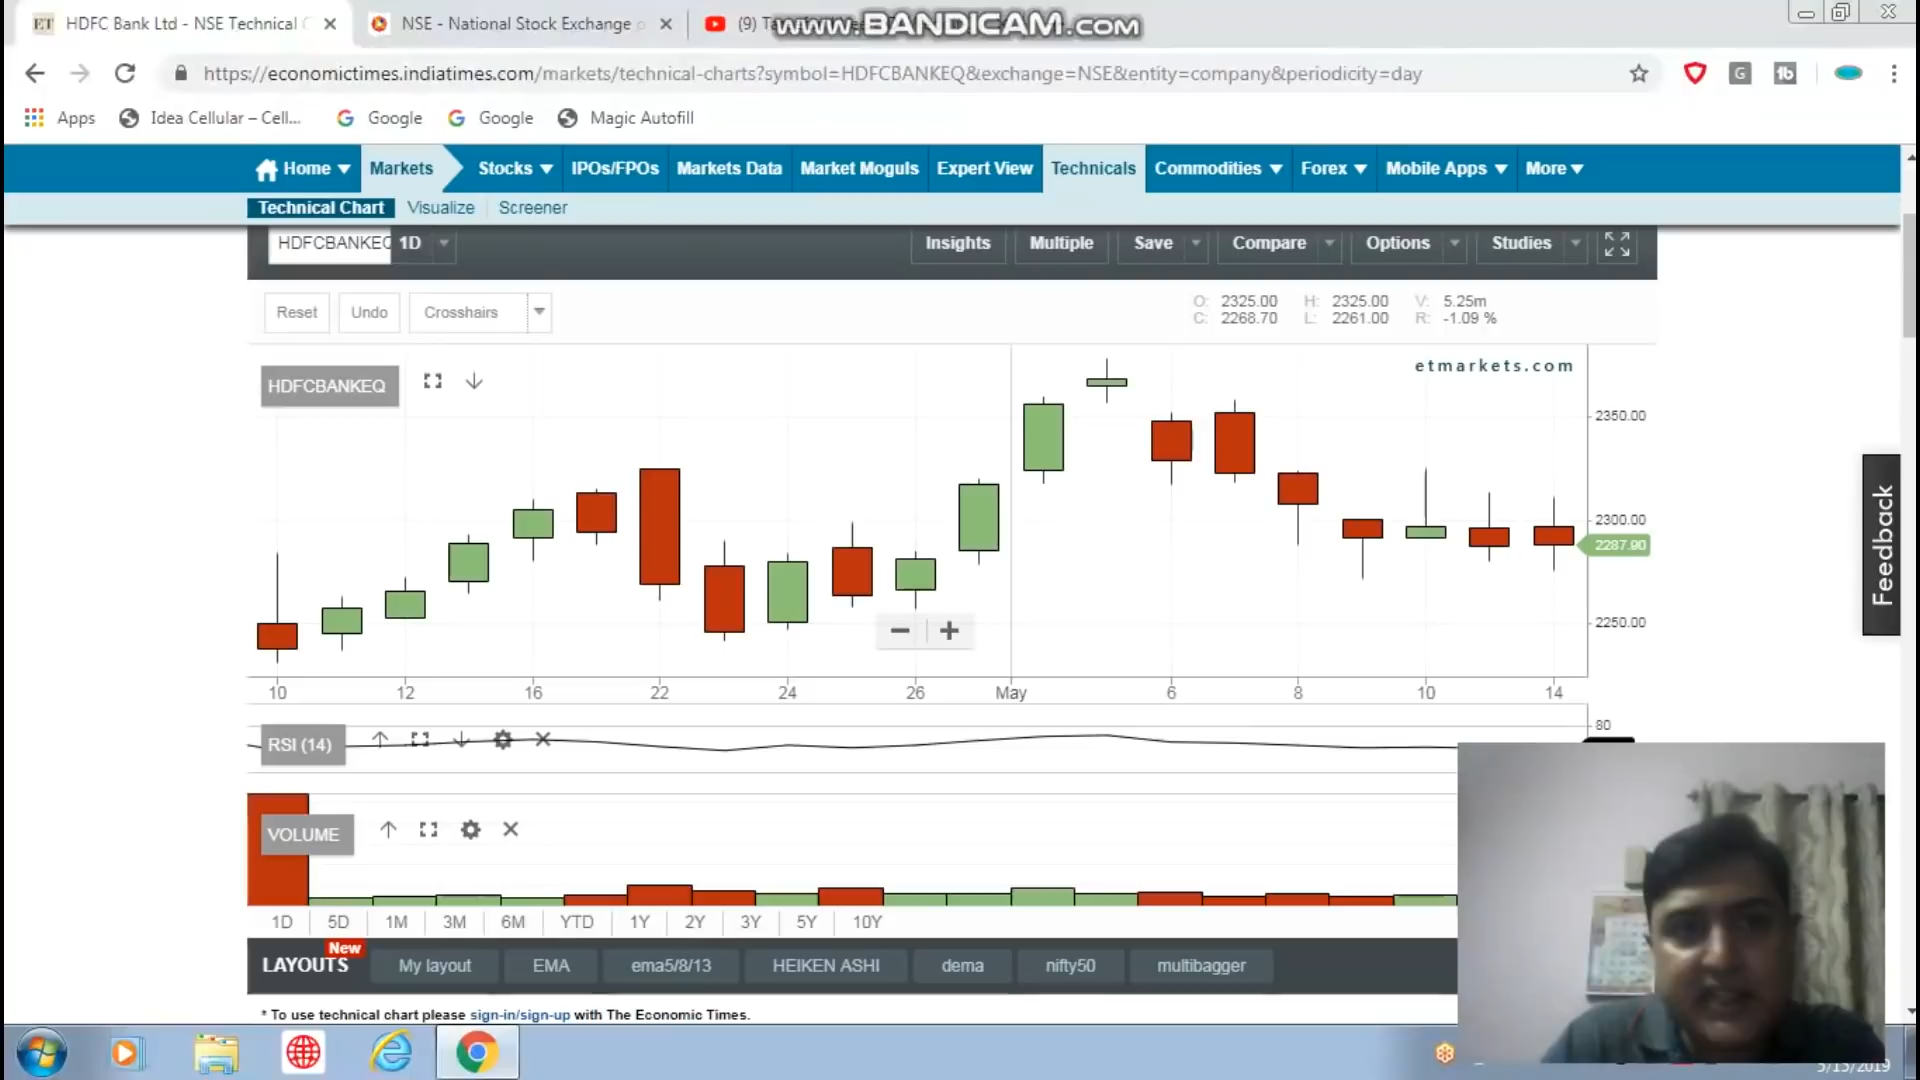 HDFC Bank Ltd - NSE Technical C
NSE - National Stock Exchange o
(9) Ta
www.BANDICAM.com
https://economictimes.indiatimes.com/markets/technical-charts?symbol=HDFCBANKEQ&exchange=NSE&entity=company&periodicity=day
Apps
Idea Cellular – Cell...
Google
Google
Magic Autofill
Home
Markets
Stocks
IPOs/FPOs
Markets Data
Market Moguls
Expert View
Technicals
Commodities
Forex
Mobile Apps
More
Technical Chart
Visualize
Screener
HDFCBANKEQ
1D
Insights
Multiple
Save
Compare
Options
Studies
Reset
Undo
Crosshairs
O: 2325.00 H: 2325.00 V: 5.25m
C: 2268.70 L: 2261.00 R: -1.09 %
HDFCBANKEQ
etmarkets.com
2350.00
2300.00
2287.90
2250.00
Feedback
10 12 16 22 24 26 May 6 8 10 14
RSI (14)
80
VOLUME
1D 5D 1M 3M 6M YTD 1Y 2Y 3Y 5Y 10Y
New
LAYOUTS
My layout
EMA
ema5/8/13
HEIKEN ASHI
dema
nifty50
multibagger
* To use technical chart please sign-in/sign-up with The Economic Times.
5/15/2019